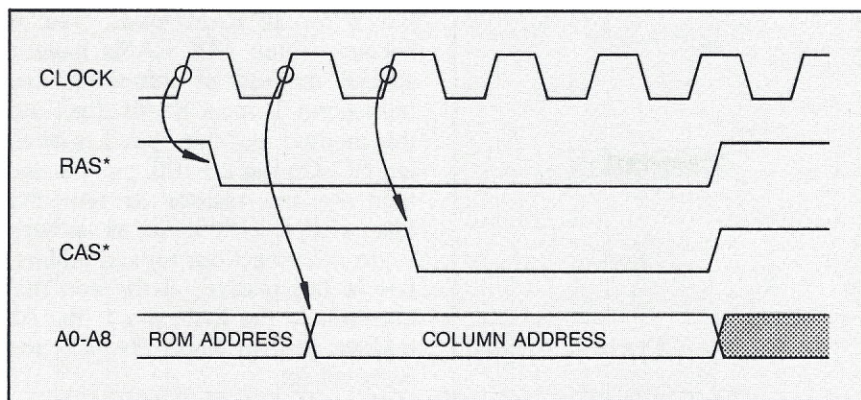 CLOCK
RAS*
CAS*
A0-A8 ROM ADDRESS COLUMN ADDRESS